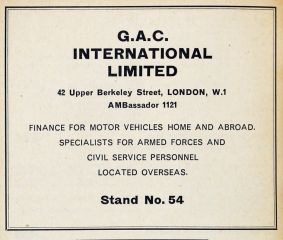 G.A.C.
INTERNATIONAL
LIMITED
42 Upper Berkeley Street, LONDON, W.1
AMBassador 1121
FINANCE FOR MOTOR VEHICLES HOME AND ABROAD.
SPECIALISTS FOR ARMED FORCES AND
CIVIL SERVICE PERSONNEL
LOCATED OVERSEAS.
Stand No. 54